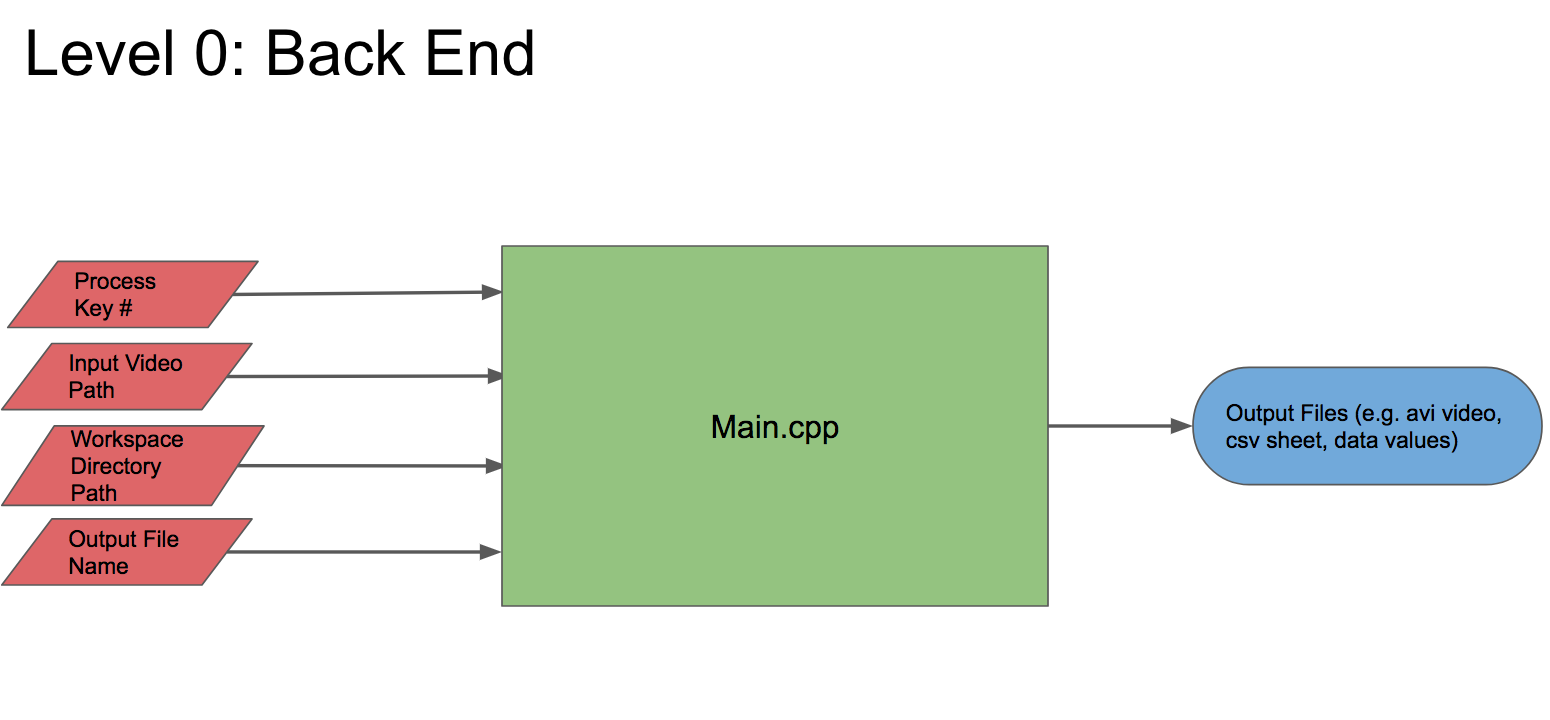 Level 0: Back End
Process
Key #
Input Video
Path
Workspace
Directory
Path
Output File
Name
Main.cpp
Output Files (e.g. avi video,
csv sheet, data values)